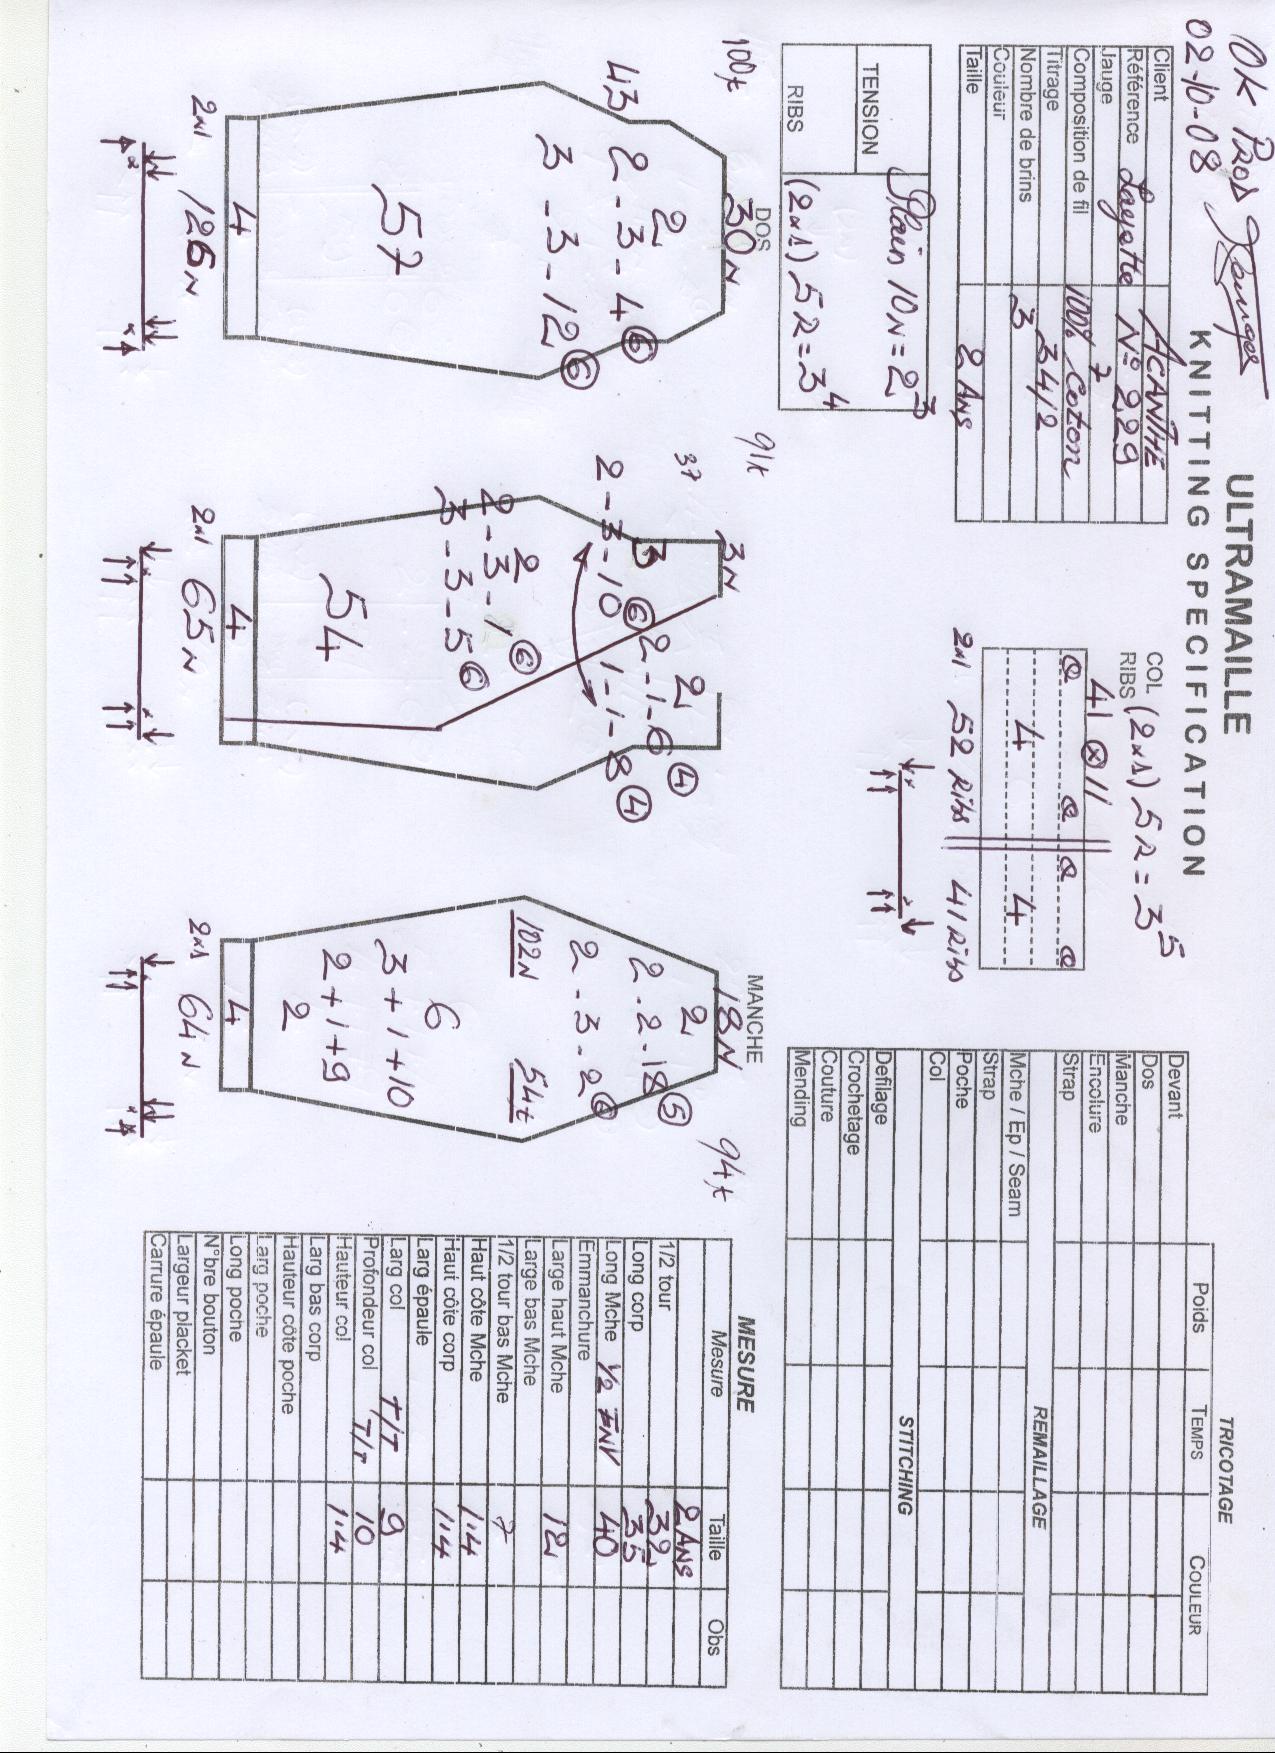 OK PROD
02-10-08
ULTRAMAILLE
KNITTING SPECIFICATION
Client ACANTHE
Référence Layette N° 229
Jauge 7
Composition de fil 100% Coton
Titrage 34/2
Nombre de brins 3
Couleur
Taille 2 ANS
TENSION Plain 10N = 2³
RIBS (2x1) 5R = 3⁴
COL
RIBS (2x1) 5R = 3⁵
41 ⊗ 11
4 4
2x1 52 Ribs 41 Ribs
TRICOTAGE
Poids TEMPS COULEUR
Devant
Dos
Manche
Encolure
Strap
REMAILLAGE
Mche / Ep / Seam
Strap
Poche
Col
STITCHING
Defilage
Crochetage
Couture
Mending
DOS
100t 30N
2
43 2-3-4 ⑥
3-3-12 ⑥
57
4
2x1 126N
91t 3N
37 2 ④
3 ⑥ 2-1-6
2-3-10 1-1-8 ④
2
2-3-1 ⑥
3-3-5 ⑥
54
4
2x1 65N
MANCHE
18N 94t
2
2-2-18 ⑤
2-3-2 ⑥
102N 54t
6
3+1+10
2+1+9
2
4
2x1 64N
MESURE
Mesure Taille Obs
2 ANS
1/2 tour 32
Long corp 35
Long Mche 1/2 ENV 40
Emmanchure
Large haut Mche 12
Large bas Mche
1/2 tour bas Mche 7
Haut côte Mche 1.4
Haut côte corp 1.4
Larg épaule
Larg col T/T 9
Profondeur col T/T 10
Hauteur col 1.4
Larg bas corp
Hauteur côte poche
Larg poche
Long poche
N°bre bouton
Largeur placket
Carrure épaule